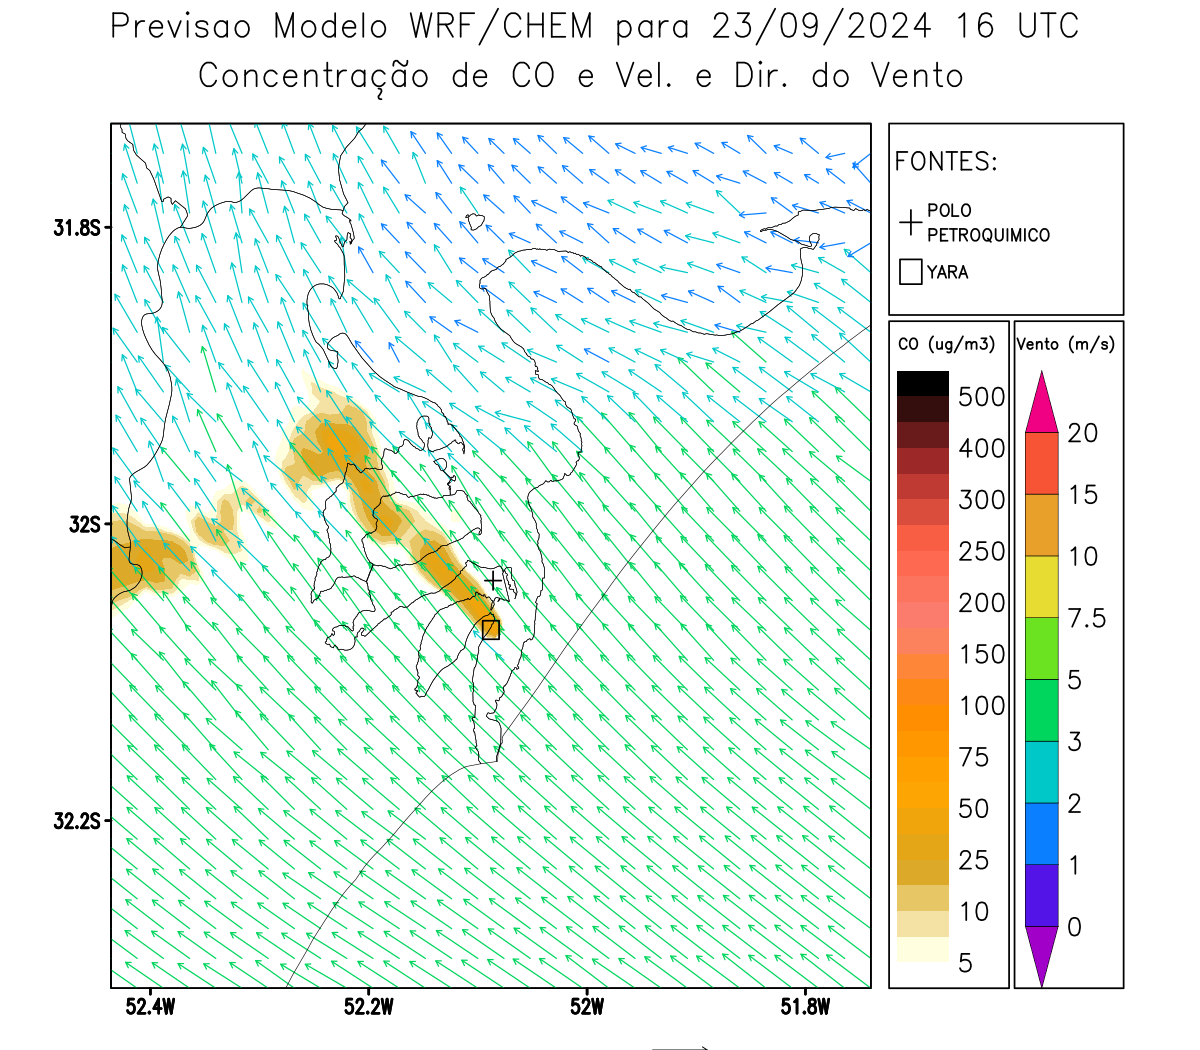 Previsao Modelo WRF/CHEM para 23/09/2024 16 UTC
Concentração de CO e Vel. e Dir. do Vento
FONTES:
POLO
PETROQUIMICO
YARA
CO (ug/m3)
500
400
300
250
200
150
100
75
50
25
10
5
Vento (m/s)
20
15
10
7.5
5
3
2
1
0
31.8S
32S
32.2S
52.4W
52.2W
52W
51.8W